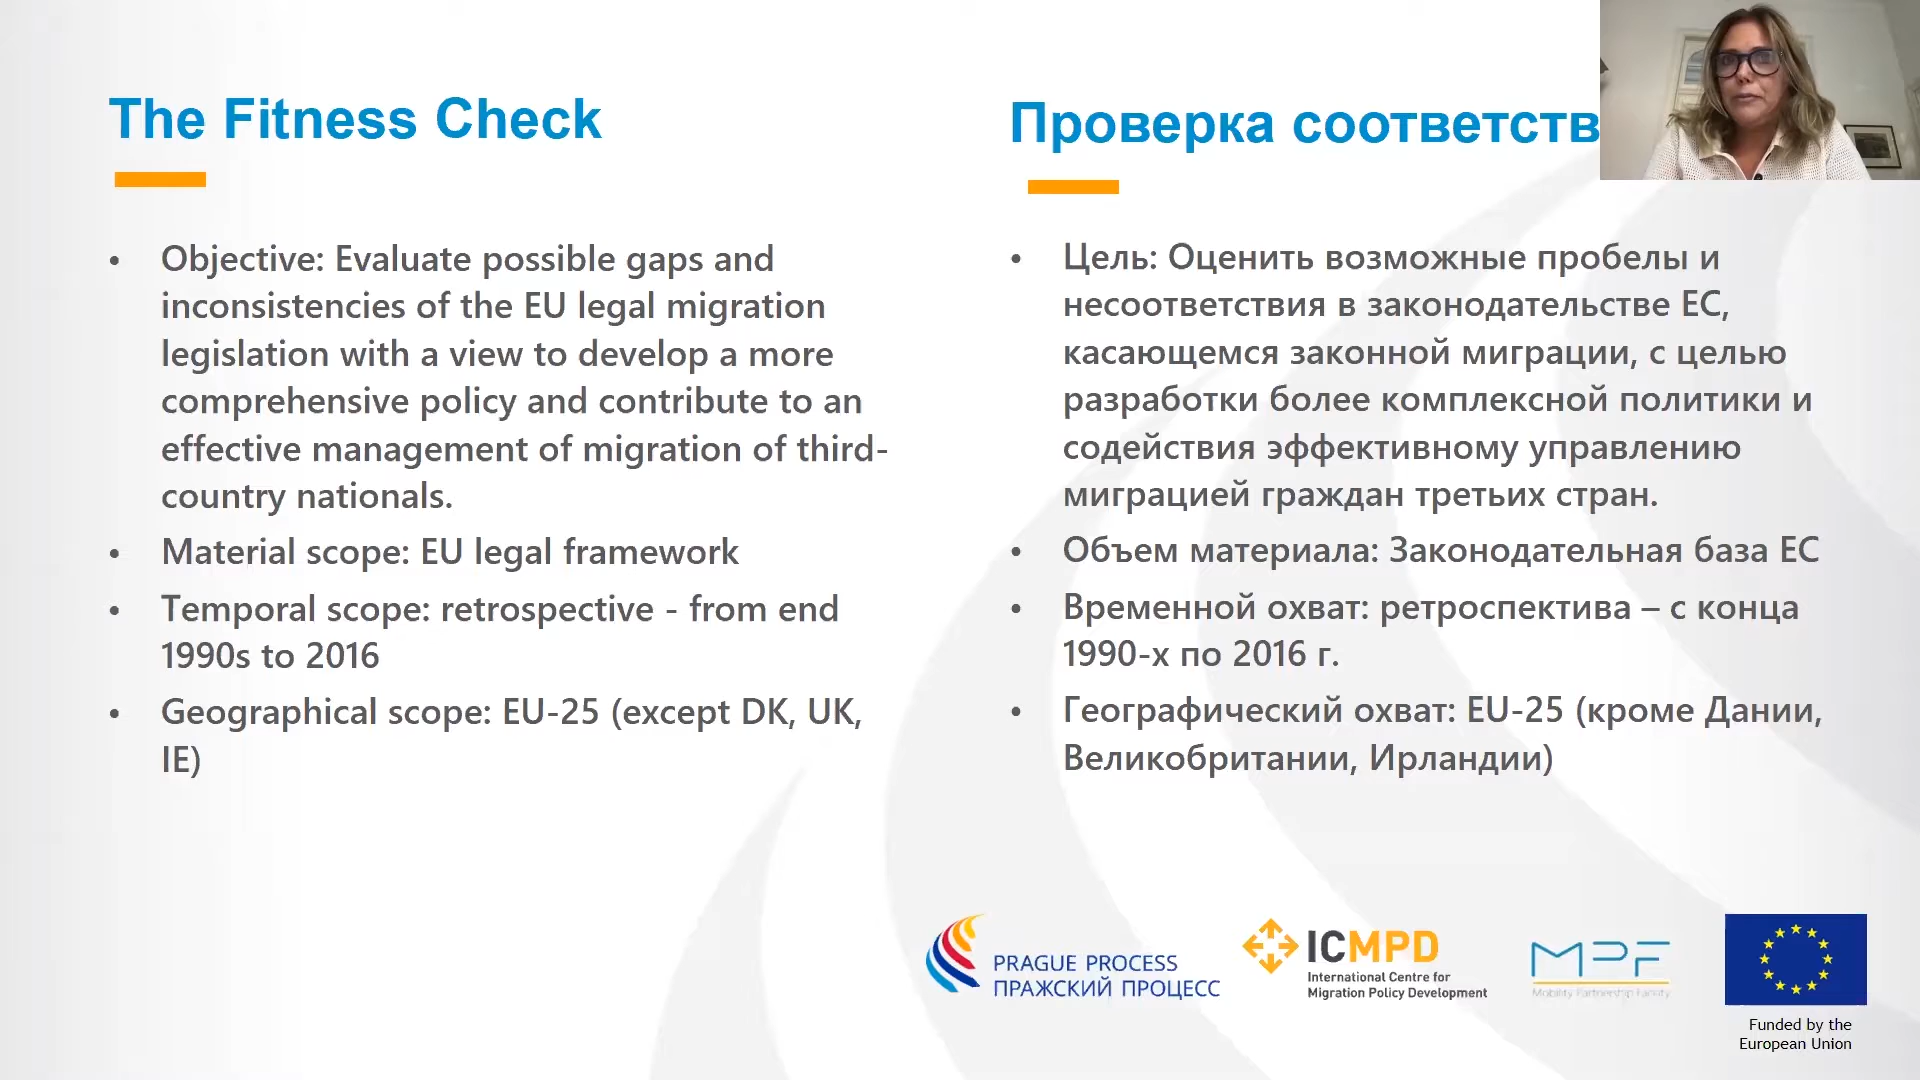 The Fitness Check
• Objective: Evaluate possible gaps and
inconsistencies of the EU legal migration
legislation with a view to develop a more
comprehensive policy and contribute to an
effective management of migration of third-
country nationals.
• Material scope: EU legal framework
• Temporal scope: retrospective - from end
1990s to 2016
• Geographical scope: EU-25 (except DK, UK,
IE)
Проверка соответств
• Цель: Оценить возможные пробелы и
несоответствия в законодательстве ЕС,
касающемся законной миграции, с целью
разработки более комплексной политики и
содействия эффективному управлению
миграцией граждан третьих стран.
• Объем материала: Законодательная база ЕС
• Временной охват: ретроспектива – с конца
1990-х по 2016 г.
• Географический охват: EU-25 (кроме Дании,
Великобритании, Ирландии)
PRAGUE PROCESS
ПРАЖСКИЙ ПРОЦЕСС
ICMPD
International Centre for
Migration Policy Development
MPF
Mobility Partnership Facility
Funded by the
European Union